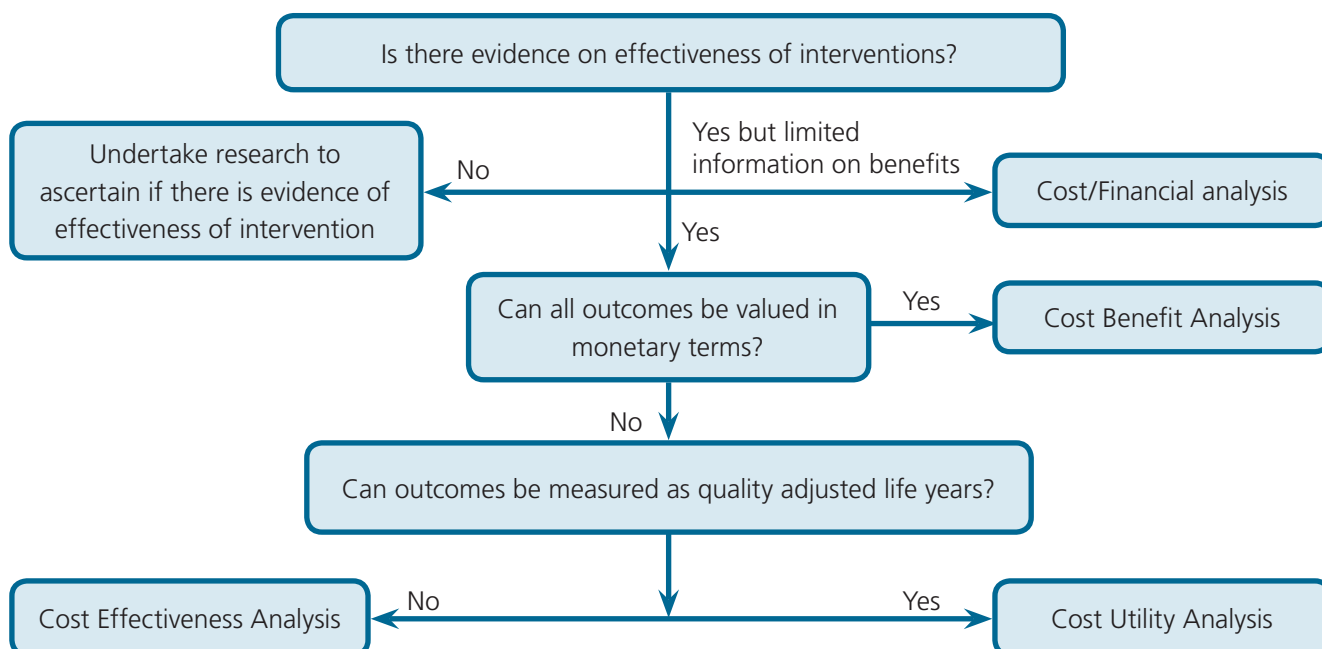 Is there evidence on effectiveness of interventions?
Undertake research to
ascertain if there is evidence of
effectiveness of intervention
No
Yes but limited
information on benefits
Cost/Financial analysis
Yes
Can all outcomes be valued in
monetary terms?
Yes
Cost Benefit Analysis
No
Can outcomes be measured as quality adjusted life years?
Cost Effectiveness Analysis
No
Yes
Cost Utility Analysis